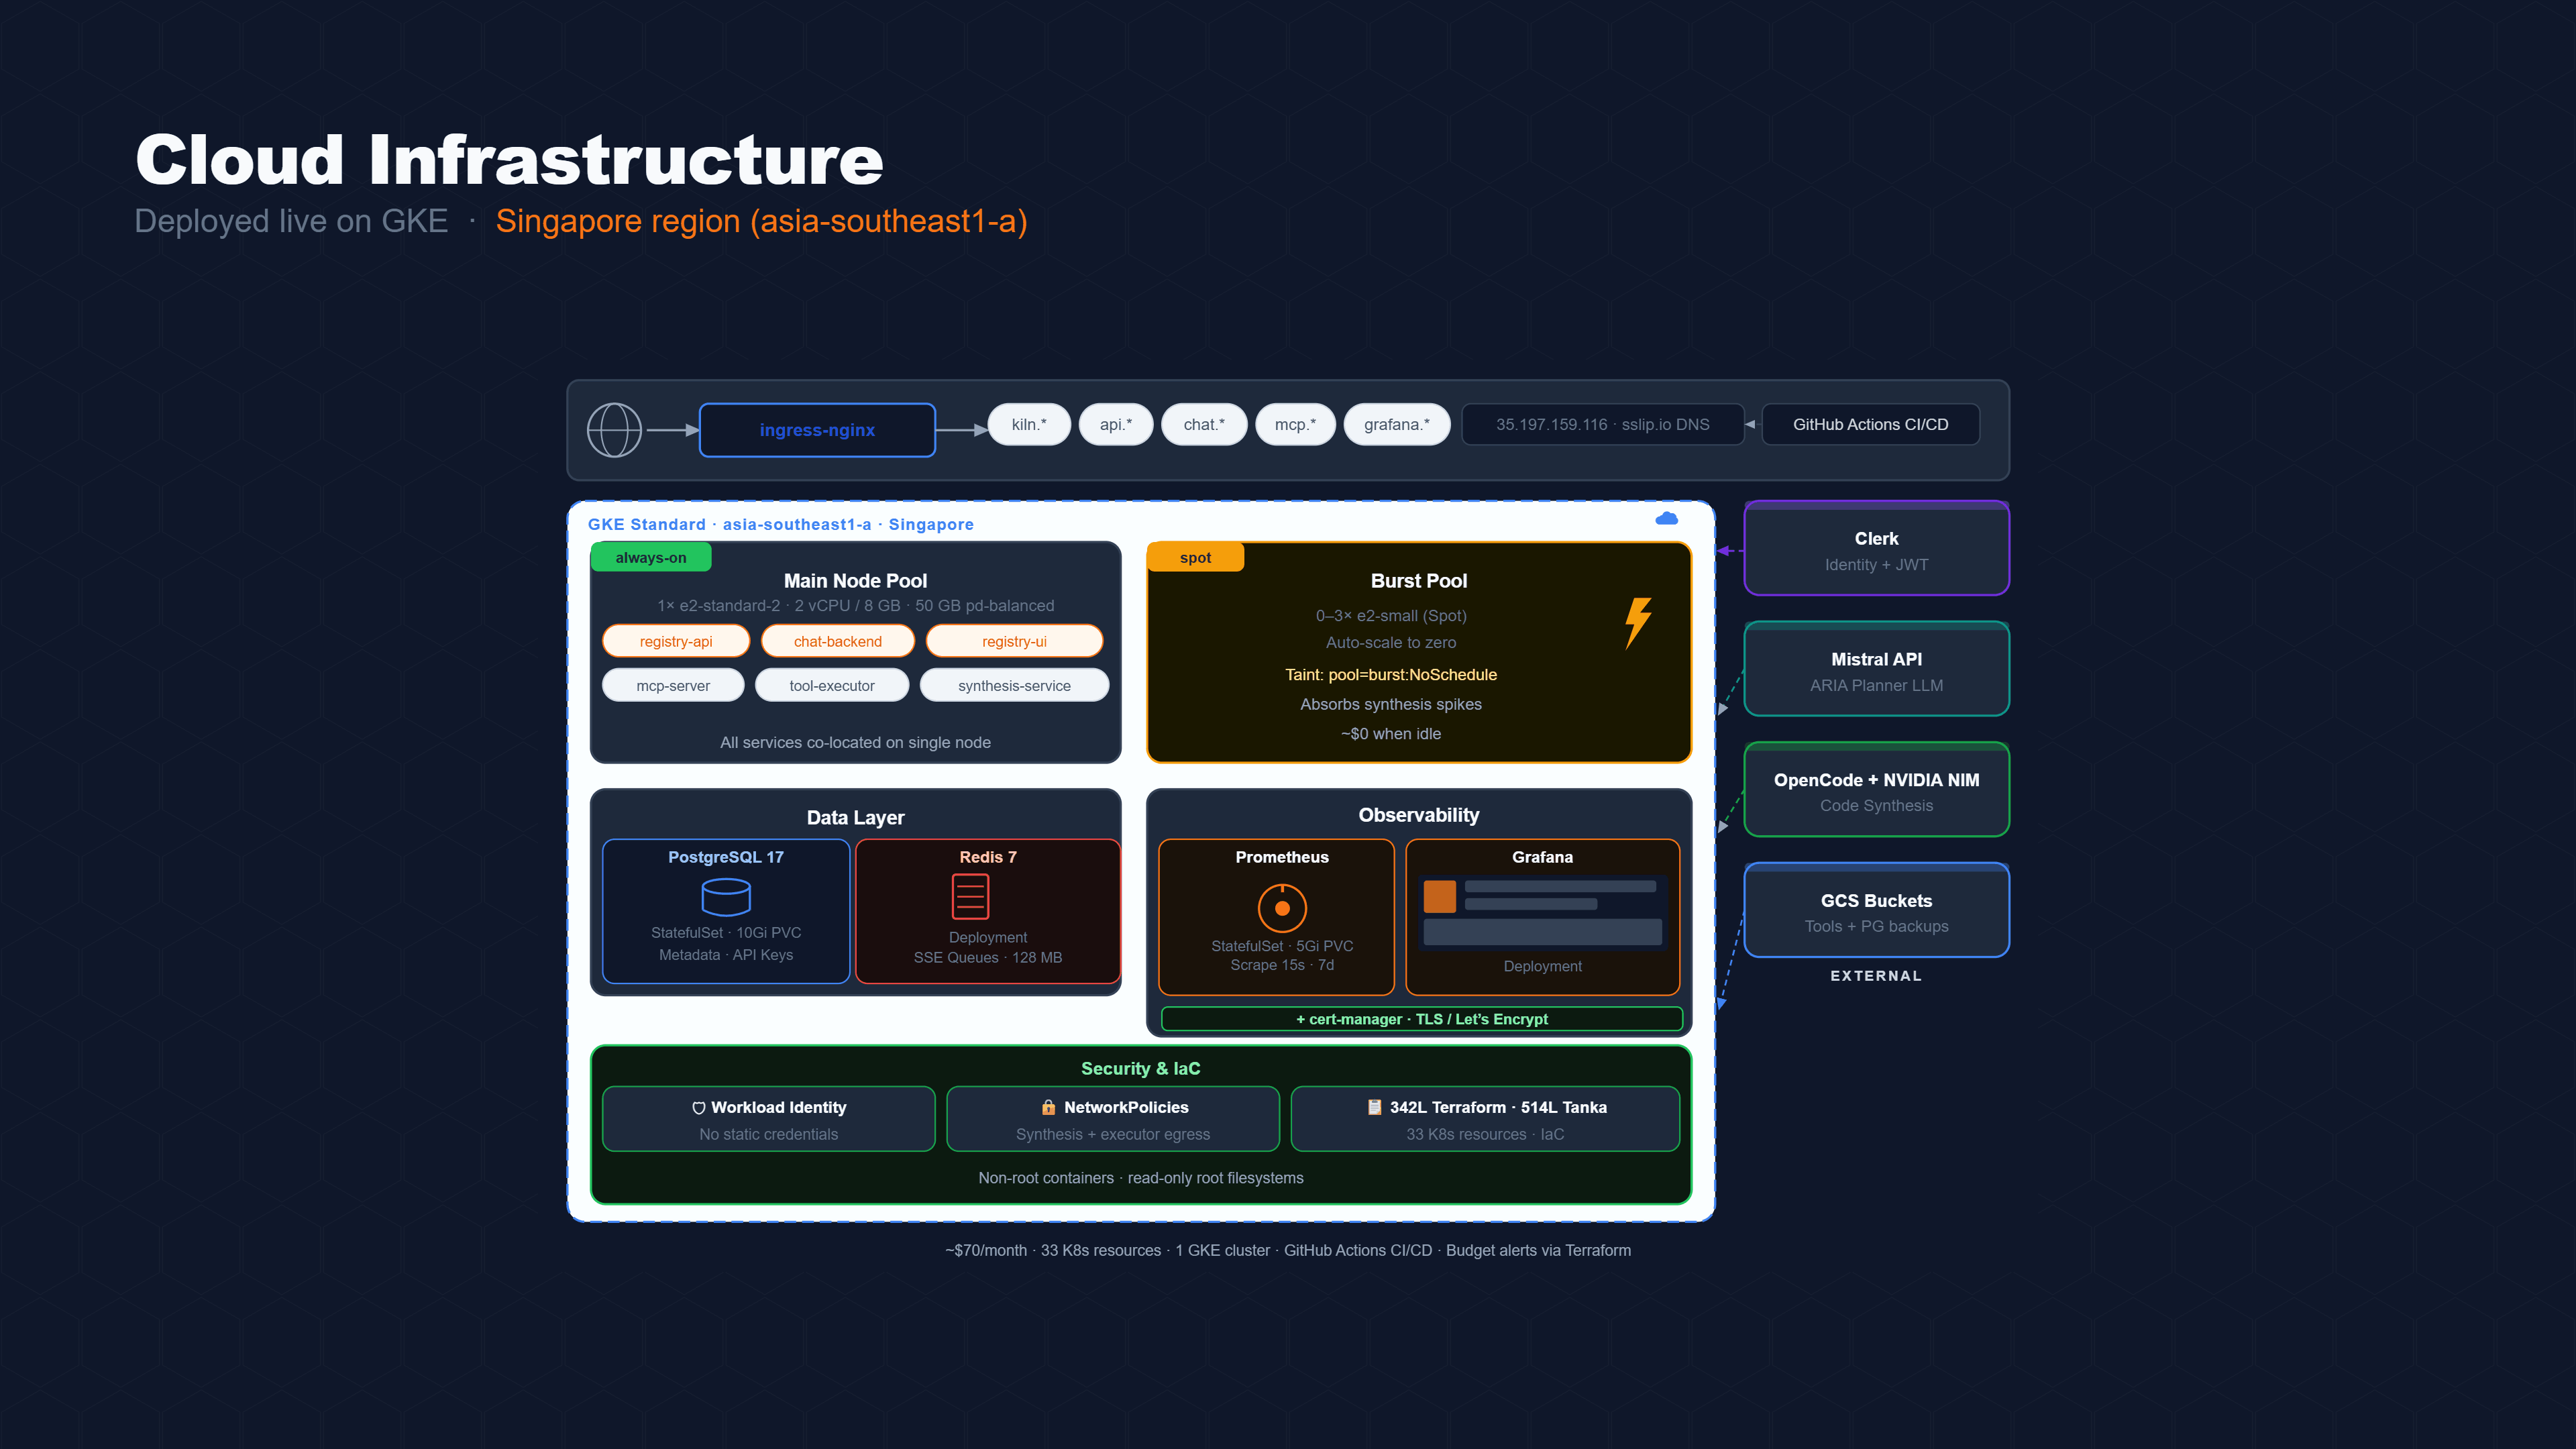 Cloud Infrastructure
Deployed live on GKE · Singapore region (asia-southeast1-a)
ingress-nginx
kiln.*
api.*
chat.*
mcp.*
grafana.*
35.197.159.116 · sslip.io DNS
GitHub Actions CI/CD
GKE Standard · asia-southeast1-a · Singapore
always-on
Main Node Pool
1× e2-standard-2 · 2 vCPU / 8 GB · 50 GB pd-balanced
registry-api
chat-backend
registry-ui
mcp-server
tool-executor
synthesis-service
All services co-located on single node
spot
Burst Pool
0–3× e2-small (Spot)
Auto-scale to zero
Taint: pool=burst:NoSchedule
Absorbs synthesis spikes
~$0 when idle
Data Layer
PostgreSQL 17
StatefulSet · 10Gi PVC
Metadata · API Keys
Redis 7
Deployment
SSE Queues · 128 MB
Observability
Prometheus
StatefulSet · 5Gi PVC
Scrape 15s · 7d
Grafana
Deployment
+ cert-manager · TLS / Let’s Encrypt
Security & IaC
Workload Identity
No static credentials
NetworkPolicies
Synthesis + executor egress
342L Terraform · 514L Tanka
33 K8s resources · IaC
Non-root containers · read-only root filesystems
Clerk
Identity + JWT
Mistral API
ARIA Planner LLM
OpenCode + NVIDIA NIM
Code Synthesis
GCS Buckets
Tools + PG backups
EXTERNAL
~$70/month · 33 K8s resources · 1 GKE cluster · GitHub Actions CI/CD · Budget alerts via Terraform